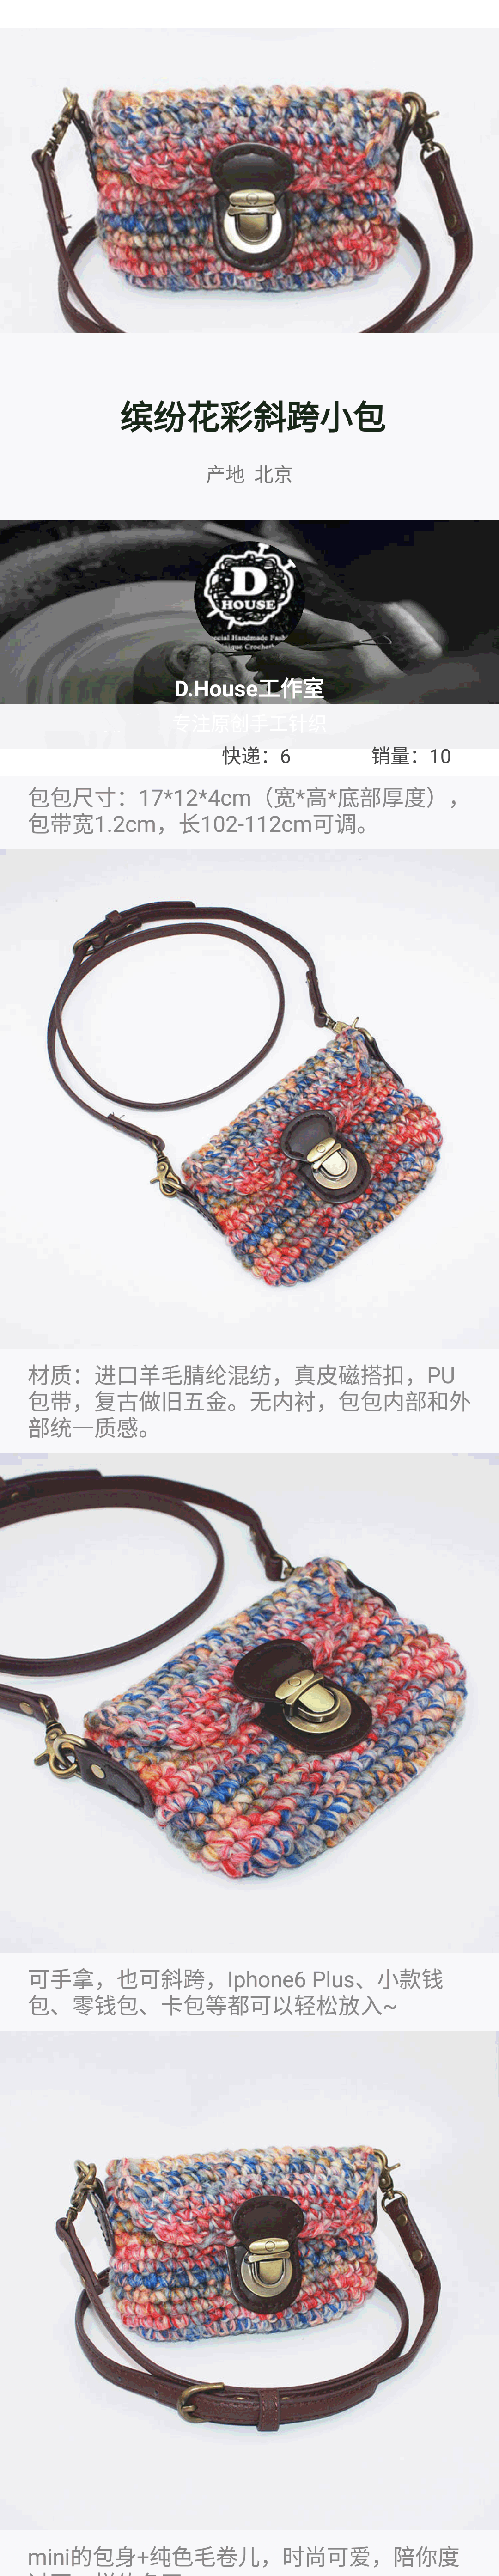 缤纷花彩斜跨小包
产地 北京
D
HOUSE
ecial Handmade Fash
ique Croche
D.House工作室
专注原创手工针织
快递：6 销量：10
包包尺寸：17*12*4cm（宽*高*底部厚度），
包带宽1.2cm，长102-112cm可调。
材质：进口羊毛腈纶混纺，真皮磁搭扣，PU
包带，复古做旧五金。无内衬，包包内部和外
部统一质感。
可手拿，也可斜跨，Iphone6 Plus、小款钱
包、零钱包、卡包等都可以轻松放入~
mini的包身+纯色毛卷儿，时尚可爱，陪你度